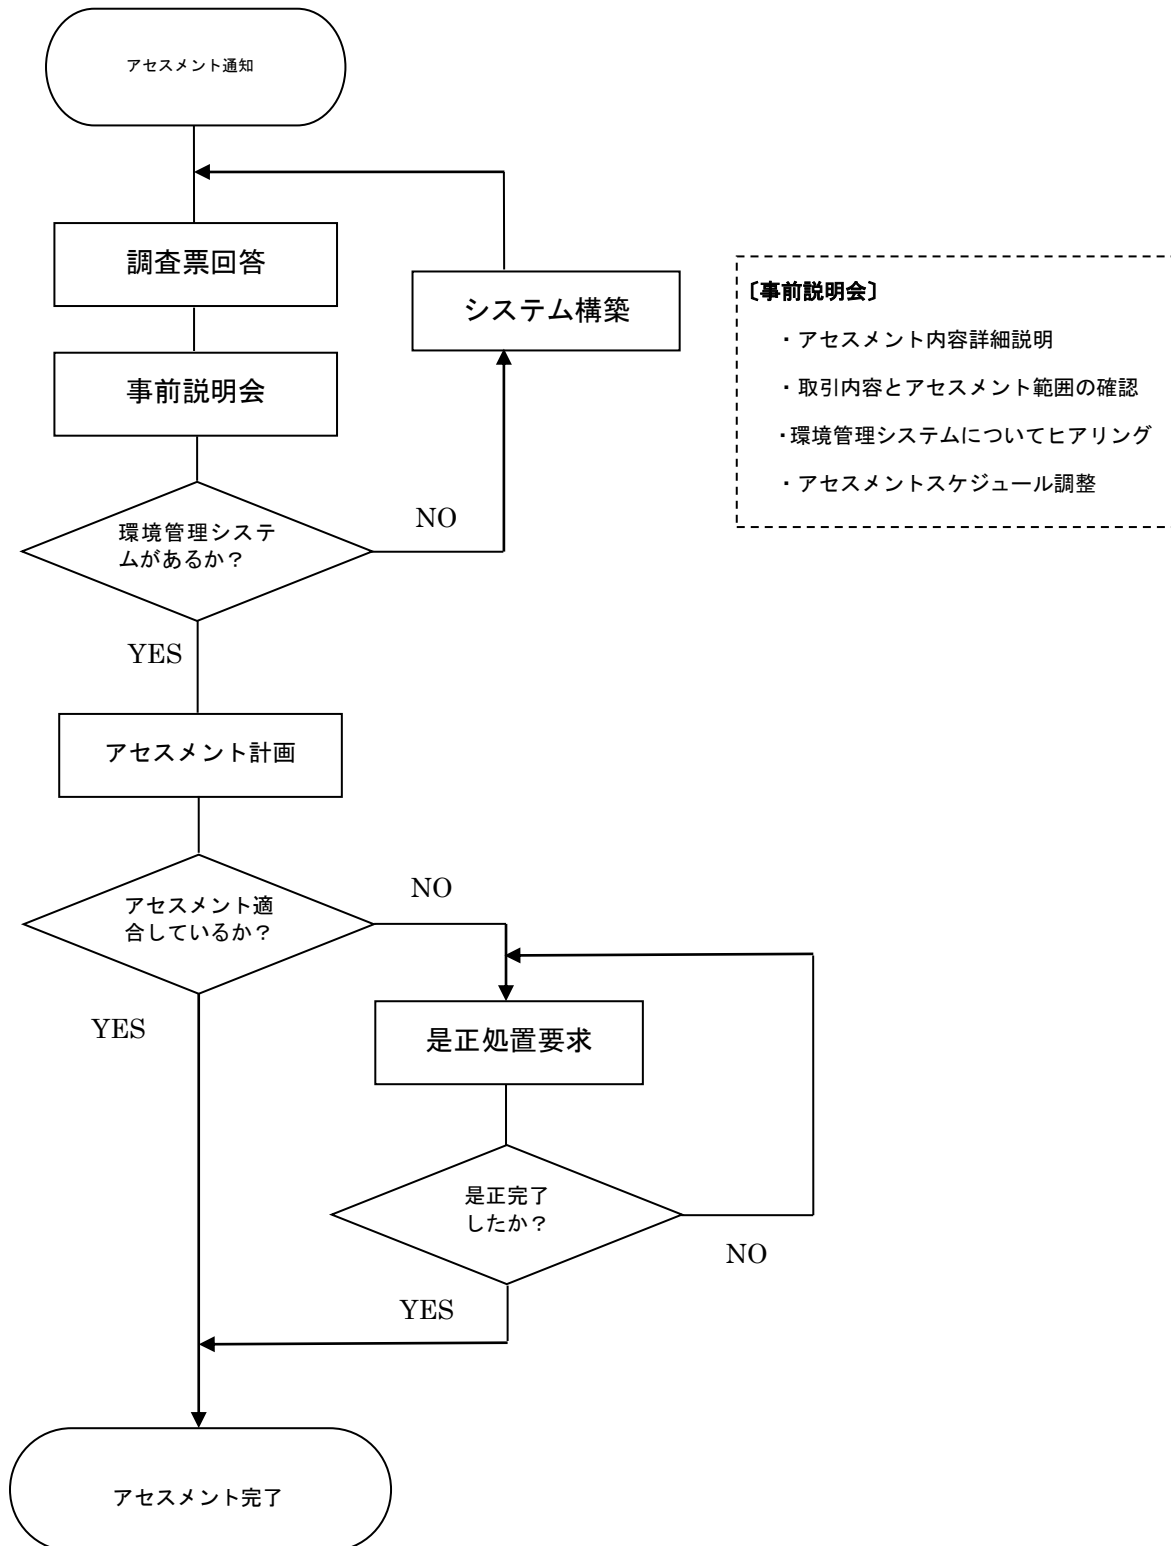 アセスメント通知
調査票回答
システム構築
事前説明会
環境管理システ
ムがあるか？
NO
YES
〔事前説明会〕
・アセスメント内容詳細説明
・取引内容とアセスメント範囲の確認
・環境管理システムについてヒアリング
・アセスメントスケジュール調整
アセスメント計画
アセスメント適
合しているか？
NO
YES
是正処置要求
是正完了
したか？
NO
YES
アセスメント完了